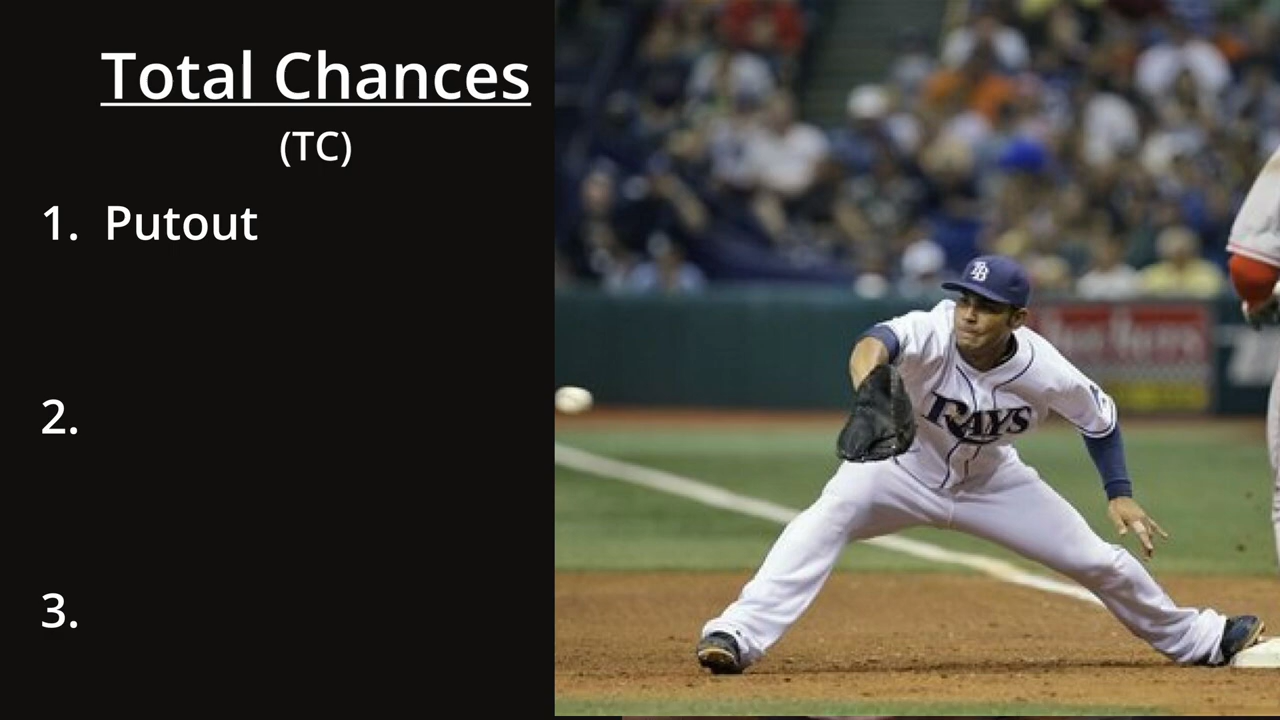 Total Chances
(TC)
1. Putout
2.
3.
TB
RAYS